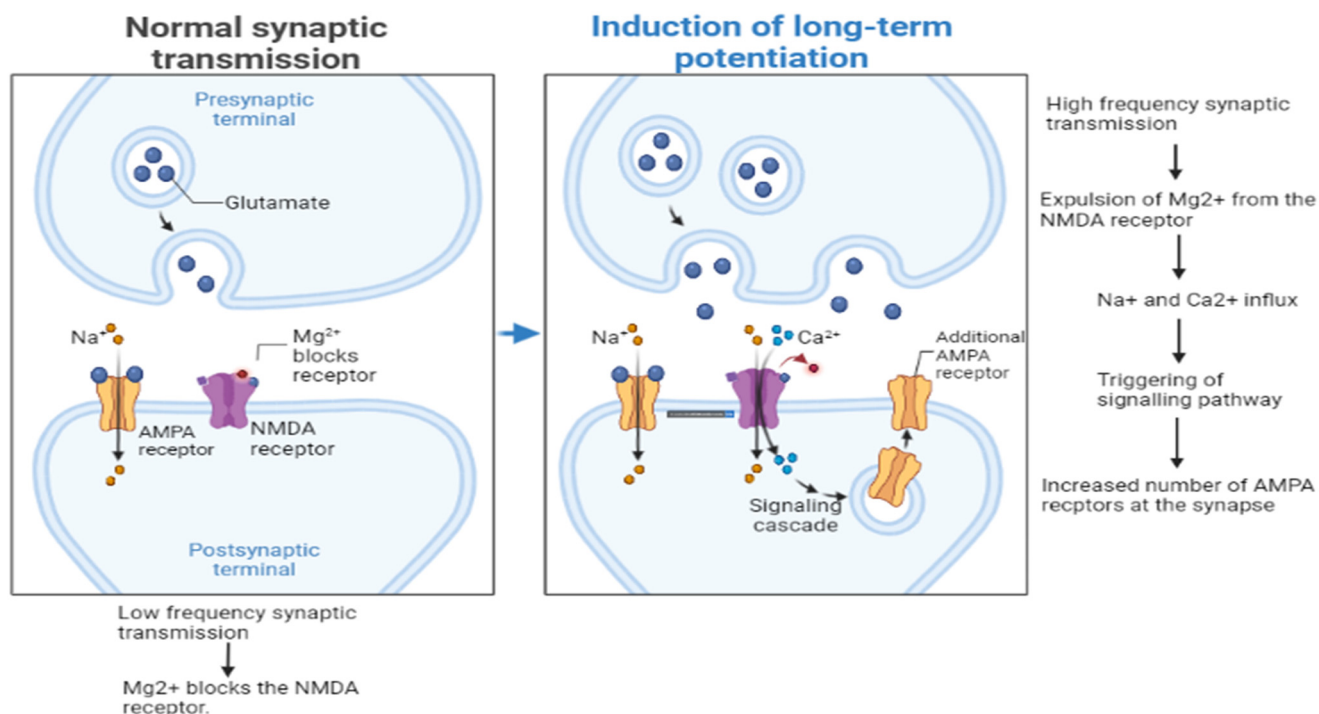 Normal synaptic
transmission
Presynaptic
terminal
Glutamate
Na+
Mg2+
blocks
receptor
AMPA
receptor
NMDA
receptor
Postsynaptic
terminal
Low frequency synaptic
transmission
Mg2+ blocks the NMDA
receptor.
Induction of long-term
potentiation
Na+
Ca2+
Additional
AMPA
receptor
Signaling
cascade
High frequency synaptic
transmission
Expulsion of Mg2+ from the
NMDA receptor
Na+ and Ca2+ influx
Triggering of
signalling pathway
Increased number of AMPA
recptors at the synapse